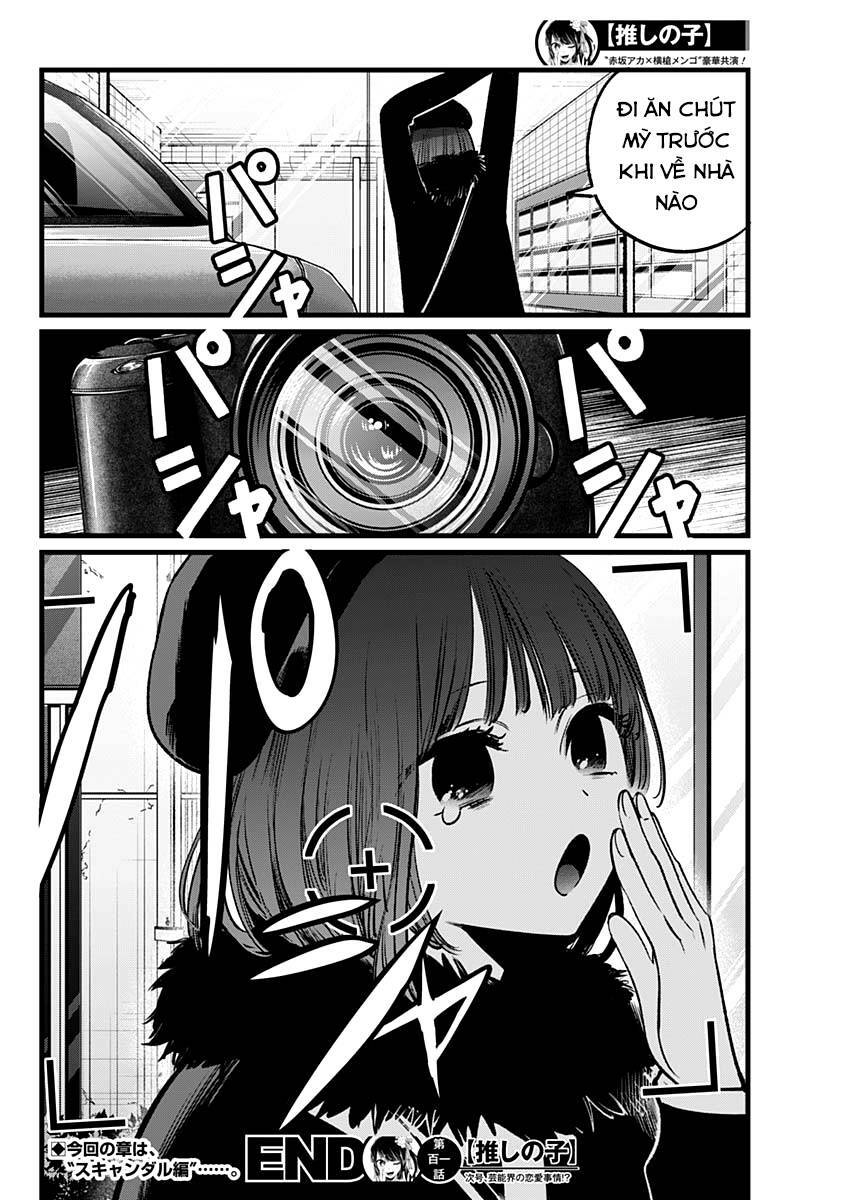 【推しの子】
“赤坂アカ×横槍メンゴ”豪華共演!
ĐI ĂN CHÚT
MỲ TRƯỚC
KHI VỀ NHÀ
NÀO
パシャ
パシャ
パシャ
パシャ
◆今回の章は、
“スキャンダル編”……。
END
第百一話
【推しの子】
次号、芸能界の恋愛事情!?